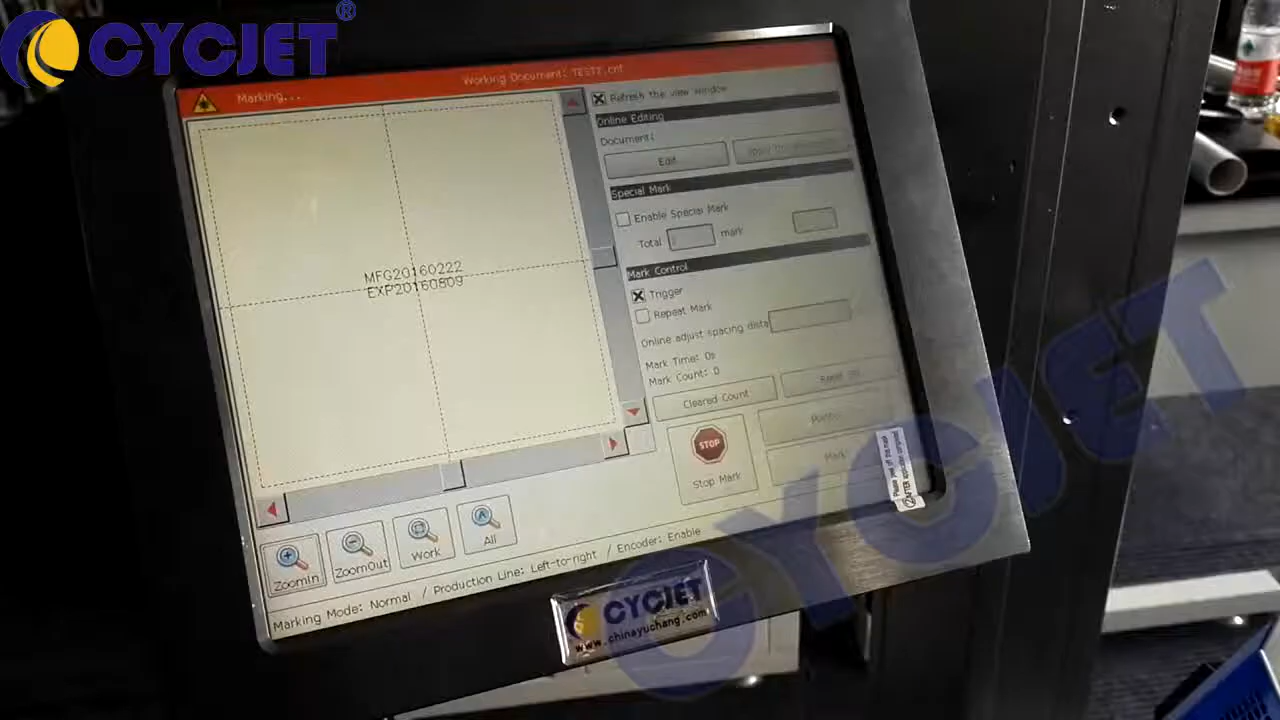 CYCJET®
Marking...
Working Document: TEST2.cnt
Refresh the view window
Online Editing
Document:
Edit
Special Mark
Enable Special Mark
Total
mark
Mark Control
Trigger
Repeat Mark
Online adjust spacing dista
Mark Time: 0s
Mark Count: 0
Cleared Count
STOP
Stop Mark
Mark
MFG20160222
EXP20160809
ZoomIn
ZoomOut
Work
All
Marking Mode: Normal / Production Line: Left-to-right / Encoder: Enable
CYCJET
www.chinayuchang.com
CYCJET